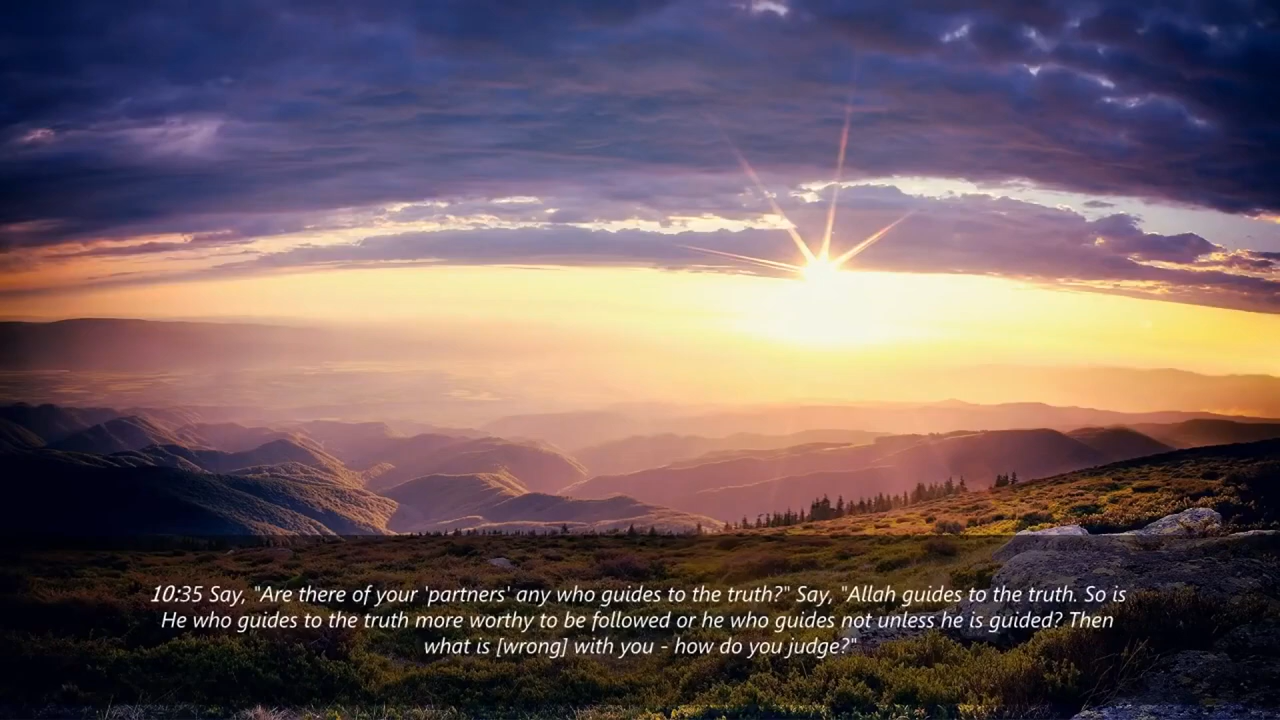 10:35 Say, "Are there of your 'partners' any who guides to the truth?" Say, "Allah guides to the truth. So is
He who guides to the truth more worthy to be followed or he who guides not unless he is guided? Then
what is [wrong] with you - how do you judge?"